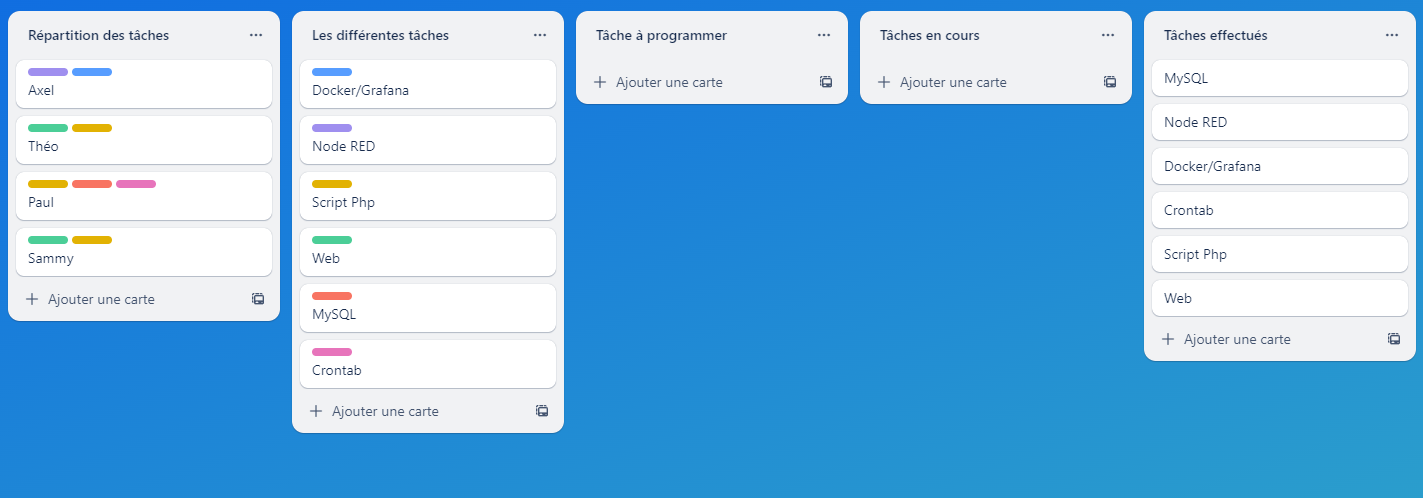 Répartition des tâches
Axel
Théo
Paul
Sammy
Ajouter une carte
Les différentes tâches
Docker/Grafana
Node RED
Script Php
Web
MySQL
Crontab
Ajouter une carte
Tâche à programmer
Ajouter une carte
Tâches en cours
Ajouter une carte
Tâches effectués
MySQL
Node RED
Docker/Grafana
Crontab
Script Php
Web
Ajouter une carte